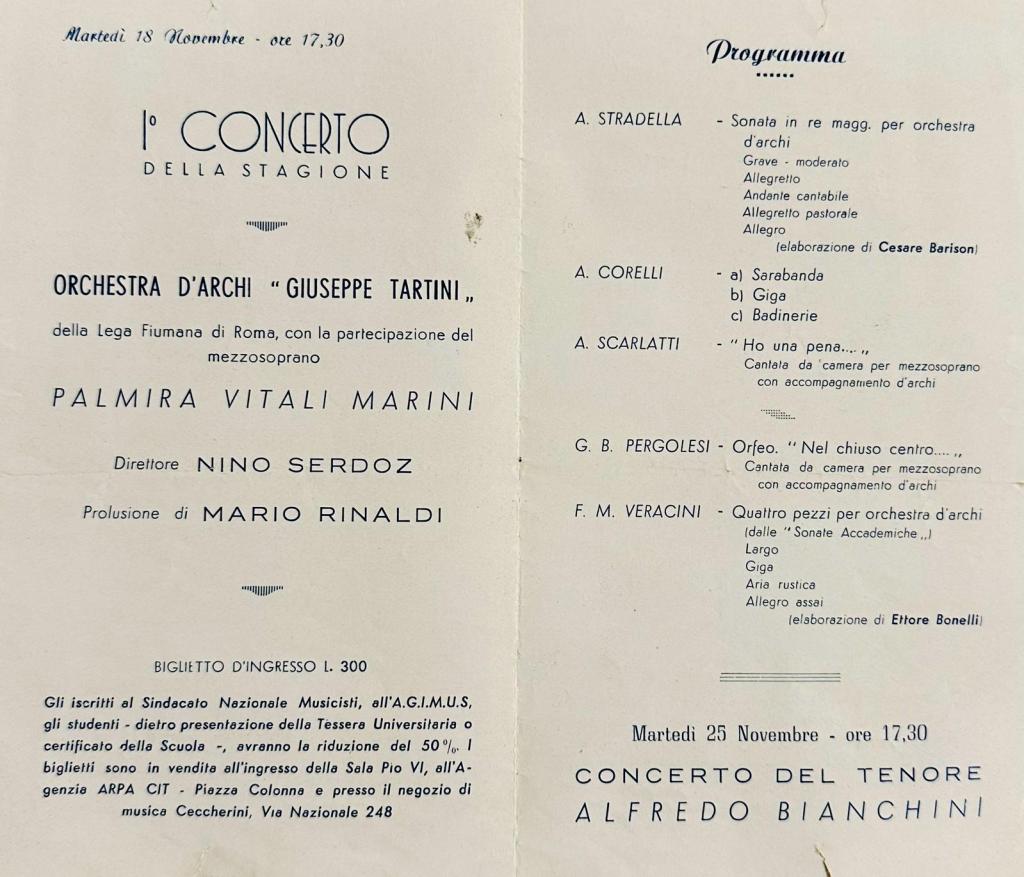 Martedì 18 Novembre - ore 17,30
1° CONCERTO
DELLA STAGIONE
ORCHESTRA D'ARCHI “ GIUSEPPE TARTINI „
della Lega Fiumana di Roma, con la partecipazione del
mezzosoprano
PALMIRA VITALI MARINI
Direttore NINO SERDOZ
Prolusione di MARIO RINALDI
BIGLIETTO D'INGRESSO L. 300
Gli iscritti al Sindacato Nazionale Musicisti, all'A.G.I.M.U.S,
gli studenti - dietro presentazione della Tessera Universitaria o
certificato della Scuola -, avranno la riduzione del 50%. I
biglietti sono in vendita all'ingresso della Sala Pio VI, all'A-
genzia ARPA CIT - Piazza Colonna e presso il negozio di
musica Ceccherini, Via Nazionale 248
Programma
A. STRADELLA - Sonata in re magg. per orchestra
d'archi
Grave - moderato
Allegretto
Andante cantabile
Allegretto pastorale
Allegro
(elaborazione di Cesare Barison)
A. CORELLI - a) Sarabanda
b) Giga
c) Badinerie
A. SCARLATTI - “ Ho una pena.... „
Cantata da camera per mezzosoprano
con accompagnamento d'archi
G. B. PERGOLESI - Orfeo. “ Nel chiuso centro.... „
Cantata da camera per mezzosoprano
con accompagnamento d'archi
F. M. VERACINI - Quattro pezzi per orchestra d'archi
(dalle “ Sonate Accademiche „)
Largo
Giga
Aria rustica
Allegro assai
(elaborazione di Ettore Bonelli)
Martedì 25 Novembre - ore 17,30
CONCERTO DEL TENORE
ALFREDO BIANCHINI